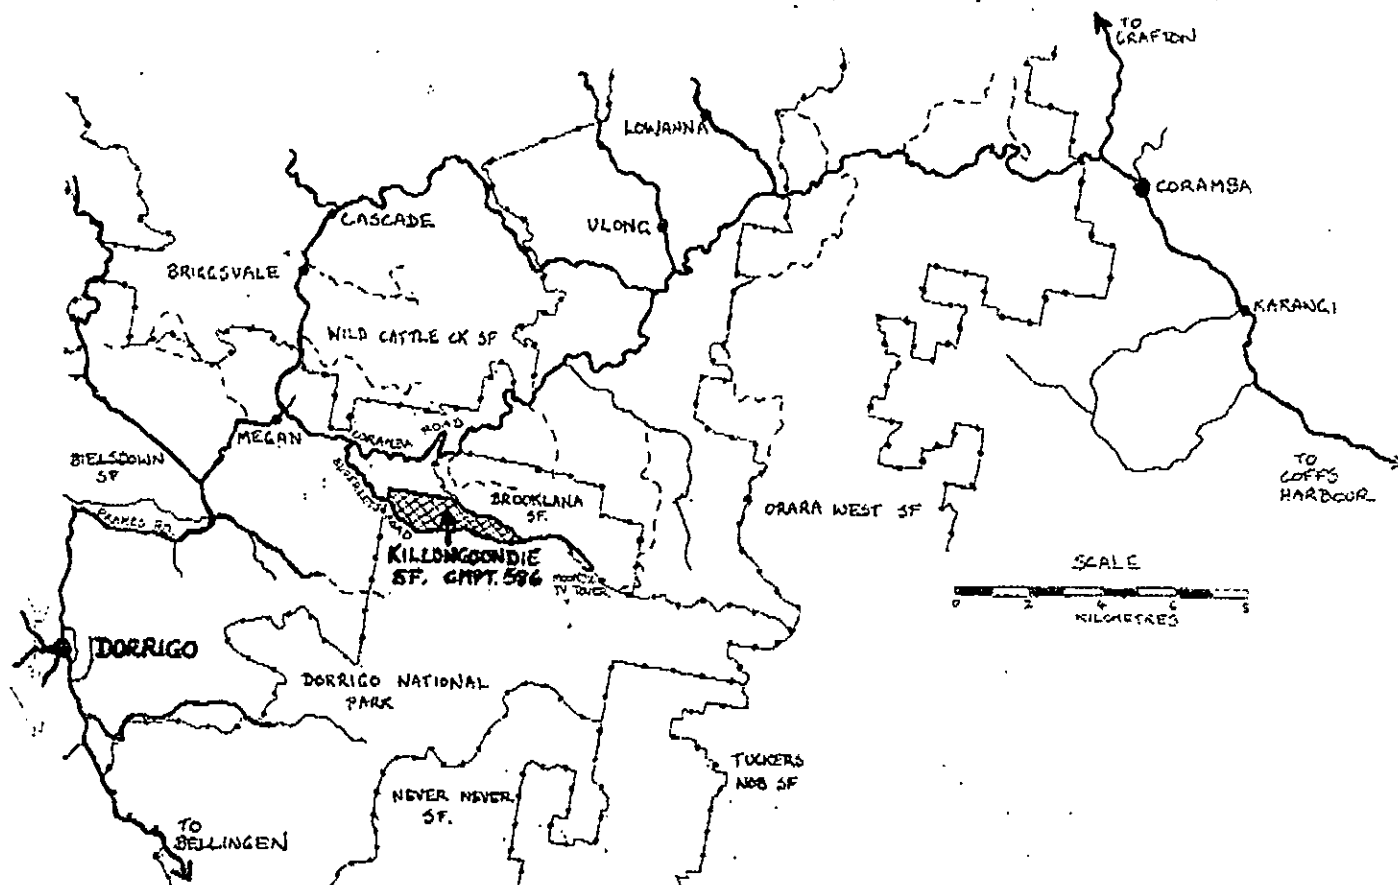 TO
GRAFTON
LOWANNA
CORAMBA
CASCADE
ULONG
BRIGGSVALE
KARANGI
WILD CATTLE CK SF
MEGAN
CORAMBA ROAD
BIELSDOWN
SF
TO
COFFS
HARBOUR
BROOKLANA
SF.
ORARA WEST SF
ROAD
KILLUNGOONDIE
SF. CMPT. 586
TV TOWER
SCALE
0 2 4 6 8
KILOMETRES
DORRIGO
DORRIGO NATIONAL
PARK
TUCKERS
NOB SF
NEVER NEVER
SF.
TO
BELLINGEN